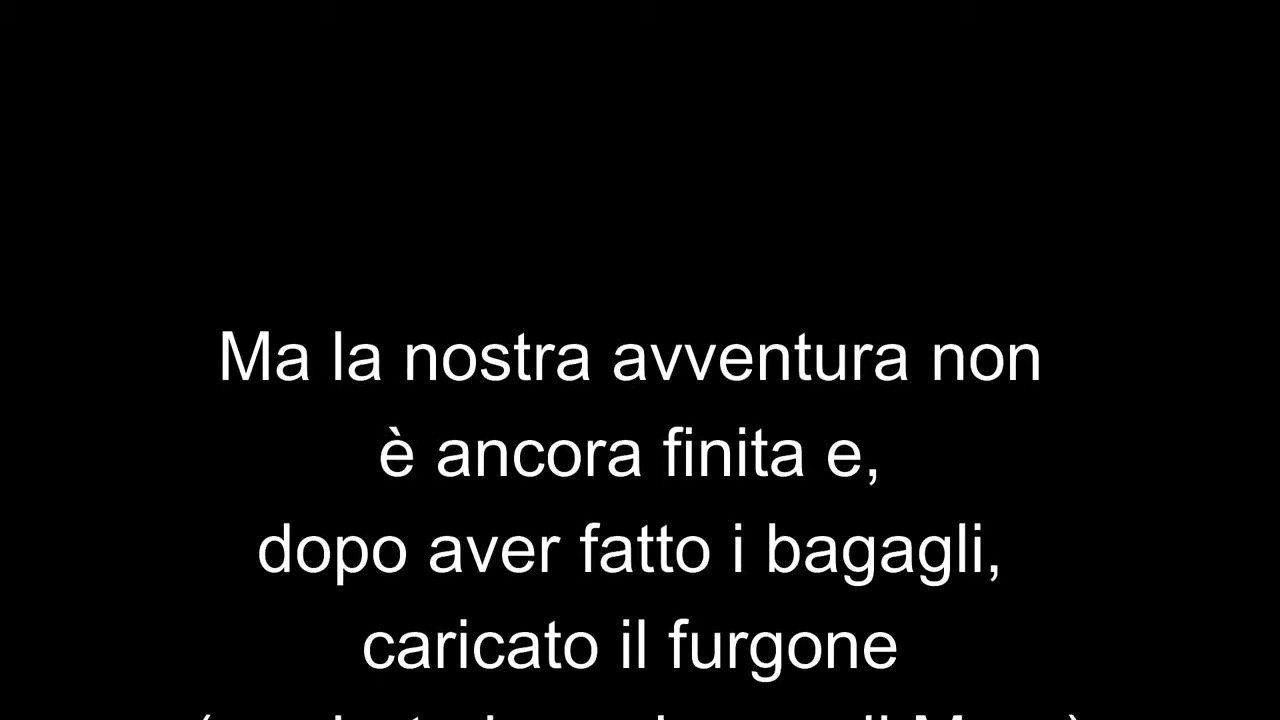 Ma la nostra avventura non
è ancora finita e,
dopo aver fatto i bagagli,
caricato il furgone